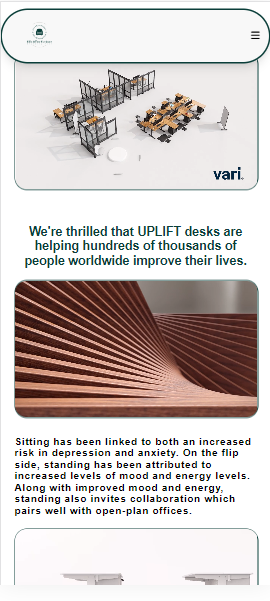 vari.
We're thrilled that UPLIFT desks are
helping hundreds of thousands of
people worldwide improve their lives.
Sitting has been linked to both an increased
risk in depression and anxiety. On the flip
side, standing has been attributed to
increased levels of mood and energy levels.
Along with improved mood and energy,
standing also invites collaboration which
pairs well with open-plan offices.